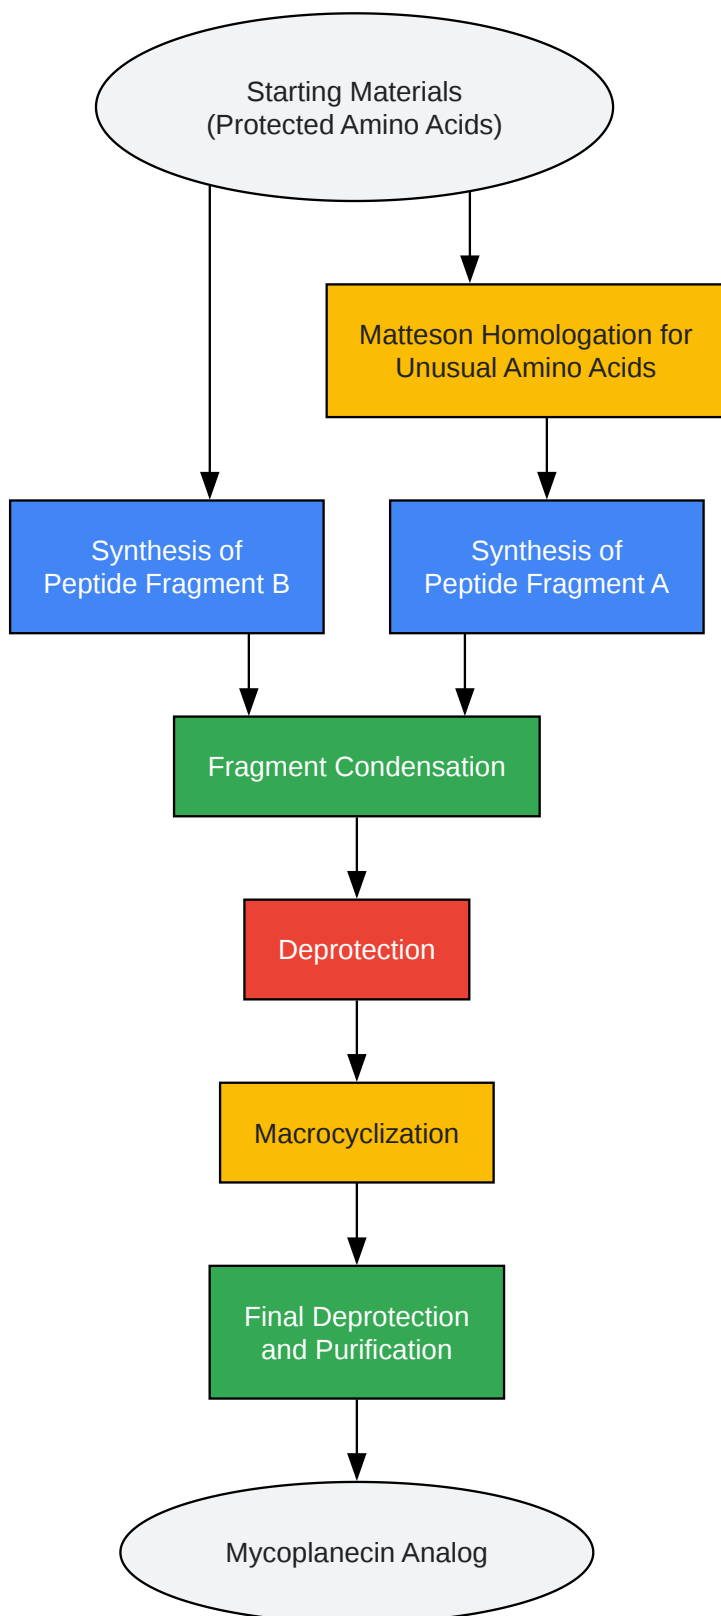 Starting Materials
(Protected Amino Acids)
Matteson Homologation for
Unusual Amino Acids
Synthesis of
Peptide Fragment B
Synthesis of
Peptide Fragment A
Fragment Condensation
Deprotection
Macrocyclization
Final Deprotection
and Purification
Mycoplanecin Analog